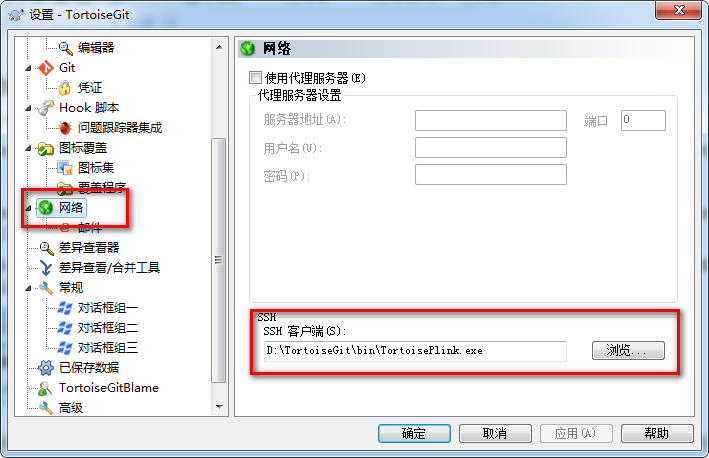 设置 - TortoiseGit
编辑器
Git
凭证
Hook 脚本
问题跟踪器集成
图标覆盖
图标集
覆盖程序
网络
邮件
差异查看器
差异查看/合并工具
常规
对话框组一
对话框组二
对话框组三
已保存数据
TortoiseGitBlame
高级
网络
使用代理服务器(E)
代理服务器设置
服务器地址(A):
端口
0
用户名(U):
密码(P):
SSH
SSH 客户端(S):
D:\TortoiseGit\bin\TortoisePlink.exe
浏览...
确定
取消
应用(A)
帮助